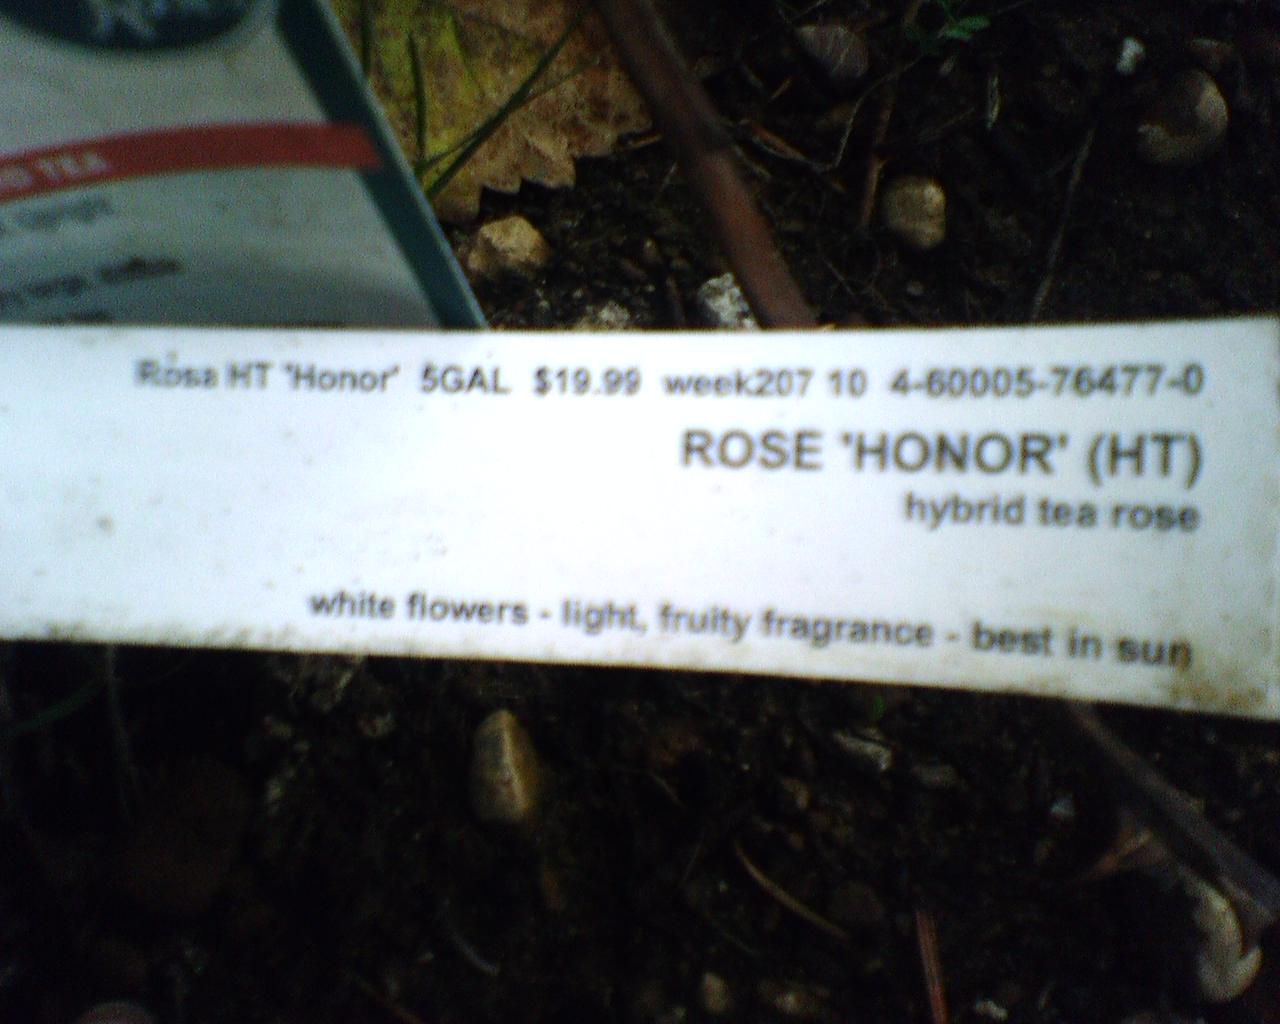 TEA
Rosa HT 'Honor' 5GAL $19.99 week207 10 4-60005-76477-0
ROSE 'HONOR' (HT)
hybrid tea rose
white flowers - light, fruity fragrance - best in sun